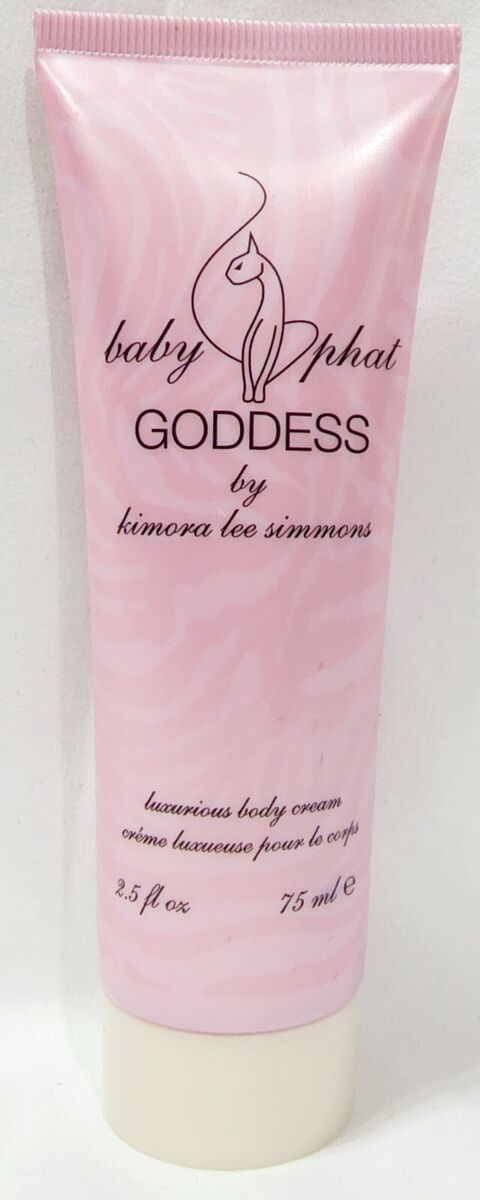 baby phat
GODDESS
by
kimora lee simmons
luxurious body cream
créme luxueuse pour le corps
2.5 fl oz 75 ml ℮